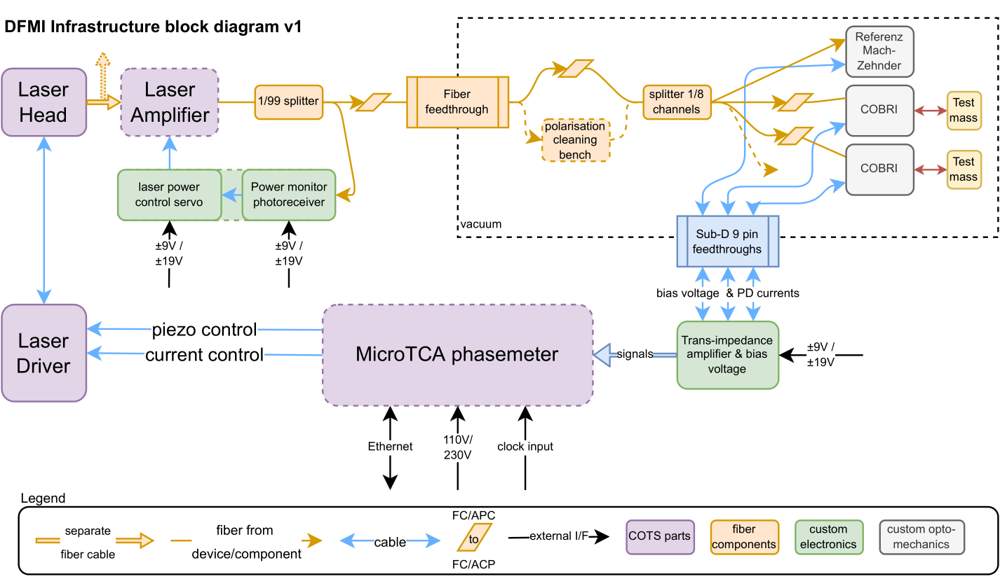 DFMI Infrastructure block diagram v1
Laser
Head
Laser
Amplifier
1/99 splitter
Fiber
feedthrough
polarisation
cleaning
bench
splitter 1/8
channels
Referenz
Mach-
Zehnder
COBRI
Test
mass
COBRI
Test
mass
laser power
control servo
Power monitor
photoreceiver
±9V /
±19V
±9V /
±19V
vacuum
Sub-D 9 pin
feedthroughs
bias voltage & PD currents
Laser
Driver
piezo control
current control
MicroTCA phasemeter
signals
Trans-impedance
amplifier & bias
voltage
±9V /
±19V
Ethernet
110V/
230V
clock input
Legend
separate
fiber cable
fiber from
device/component
cable
FC/APC
to
FC/ACP
external I/F
COTS parts
fiber
components
custom
electronics
custom opto-
mechanics